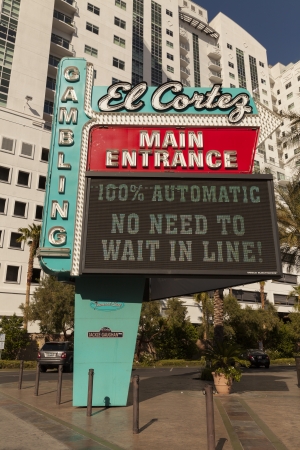 GAMBLING
El Cortez
MAIN
ENTRANCE
100% AUTOMATIC
NO NEED TO
WAIT IN LINE!